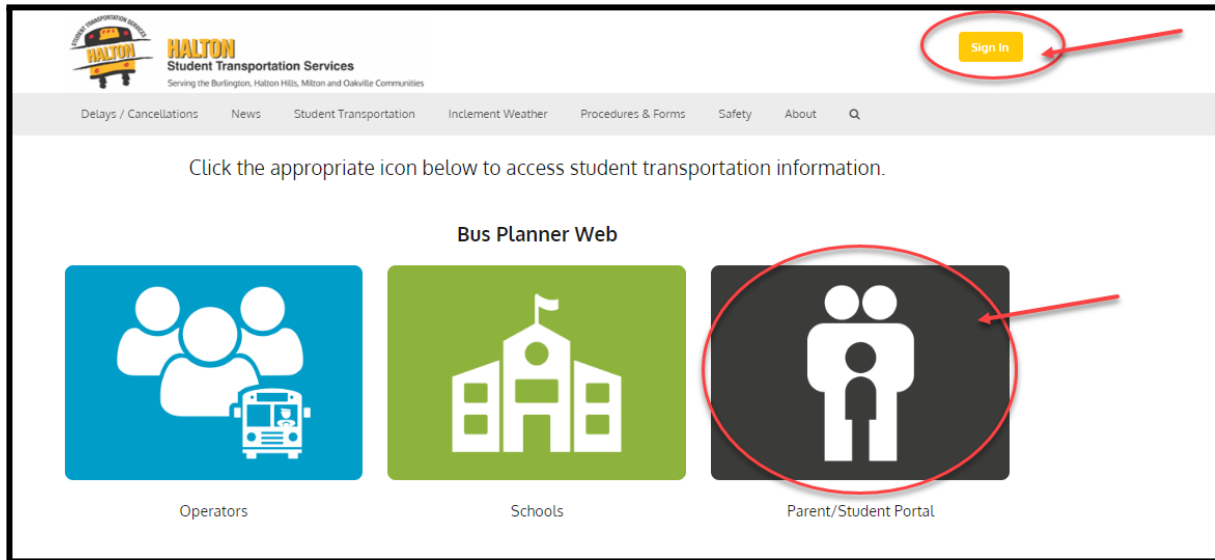 STUDENT TRANSPORTATION SERVICES
HALTON
HALTON
Student Transportation Services
Serving the Burlington, Halton Hills, Milton and Oakville Communities
Sign In
Delays / Cancellations News Student Transportation Inclement Weather Procedures & Forms Safety About
Click the appropriate icon below to access student transportation information.
Bus Planner Web
Operators Schools Parent/Student Portal